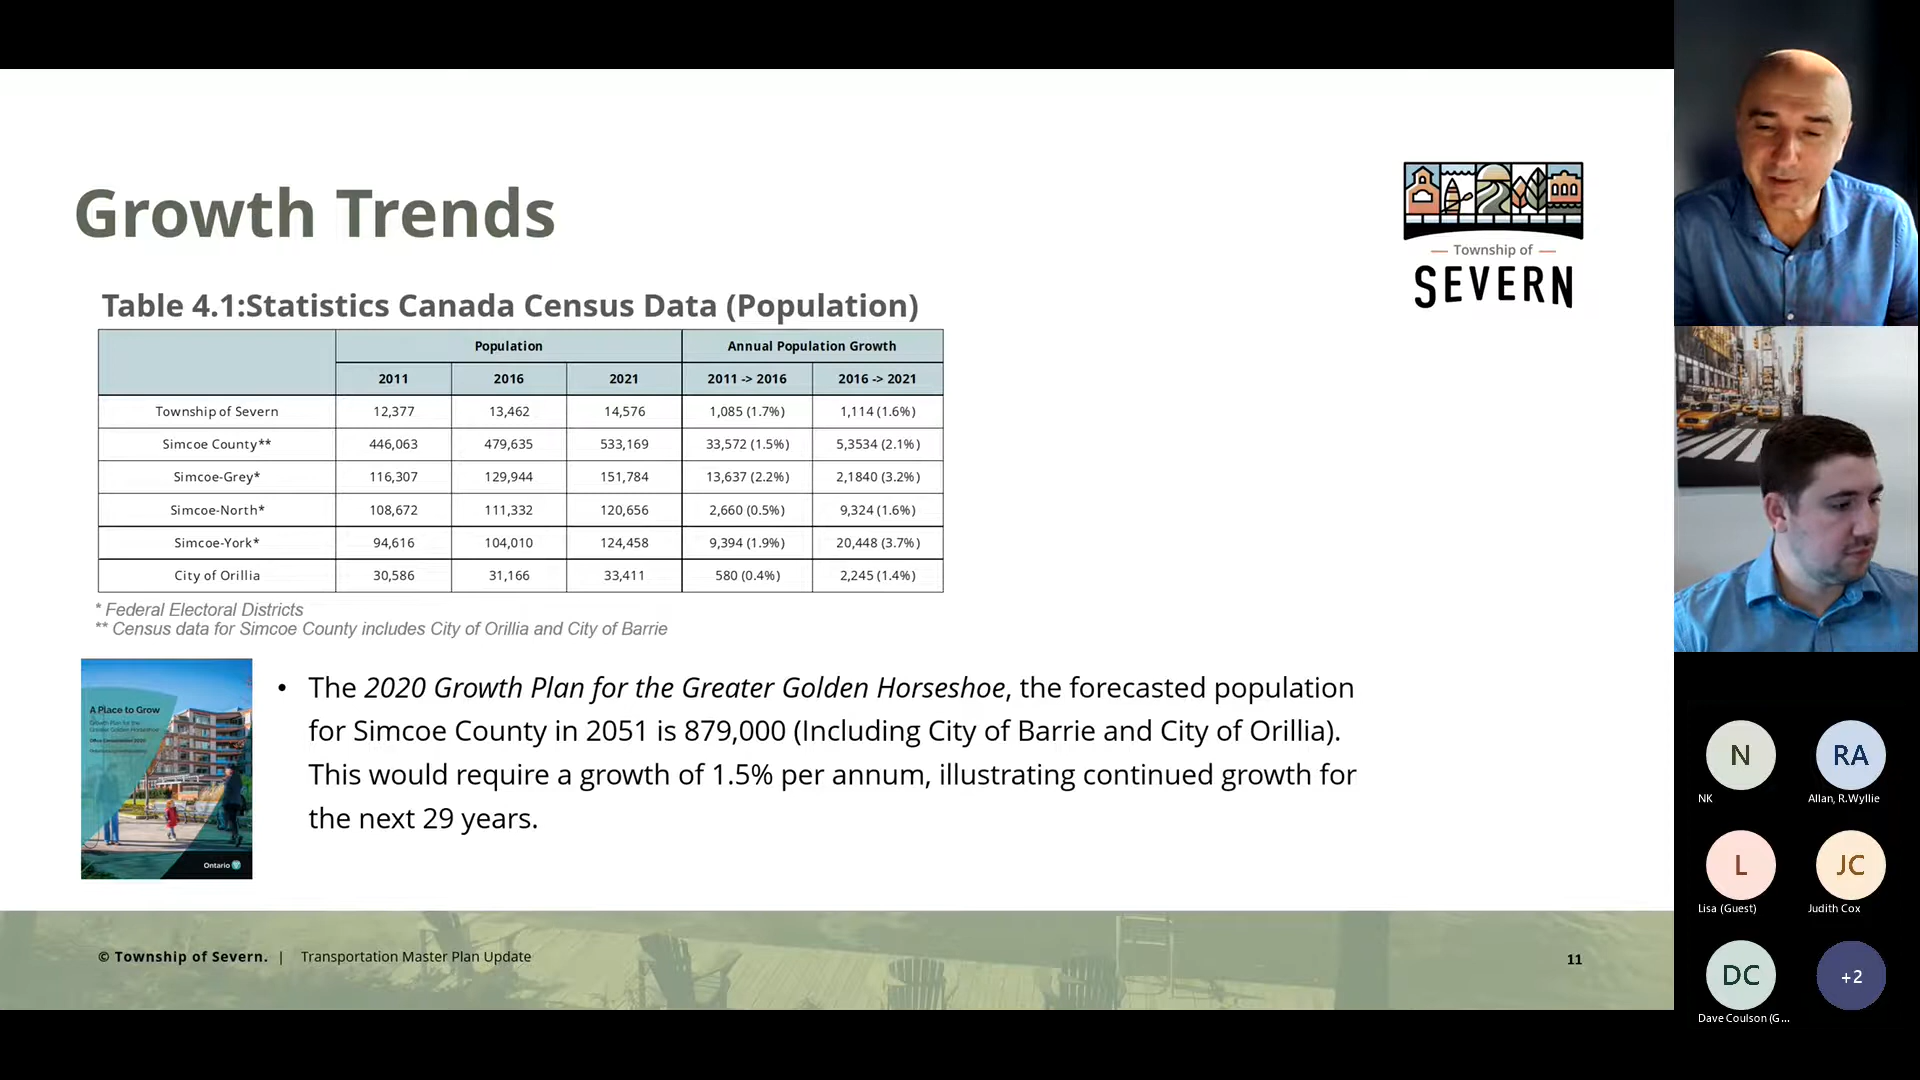 Growth Trends
Township of
SEVERN
Table 4.1:Statistics Canada Census Data (Population)
Population Annual Population Growth
2011 2016 2021 2011 -> 2016 2016 -> 2021
Township of Severn 12,377 13,462 14,576 1,085 (1.7%) 1,114 (1.6%)
Simcoe County** 446,063 479,635 533,169 33,572 (1.5%) 5,3534 (2.1%)
Simcoe-Grey* 116,307 129,944 151,784 13,637 (2.2%) 2,1840 (3.2%)
Simcoe-North* 108,672 111,332 120,656 2,660 (0.5%) 9,324 (1.6%)
Simcoe-York* 94,616 104,010 124,458 9,394 (1.9%) 20,448 (3.7%)
City of Orillia 30,586 31,166 33,411 580 (0.4%) 2,245 (1.4%)
* Federal Electoral Districts
** Census data for Simcoe County includes City of Orillia and City of Barrie
A Place to Grow
Growth Plan for the
Greater Golden Horseshoe
Ontario
• The 2020 Growth Plan for the Greater Golden Horseshoe, the forecasted population
for Simcoe County in 2051 is 879,000 (Including City of Barrie and City of Orillia).
This would require a growth of 1.5% per annum, illustrating continued growth for
the next 29 years.
© Township of Severn. | Transportation Master Plan Update
11
N
NK
RA
Allan, R.Wyllie
L
Lisa (Guest)
JC
Judith Cox
DC
Dave Coulson (G...
+2